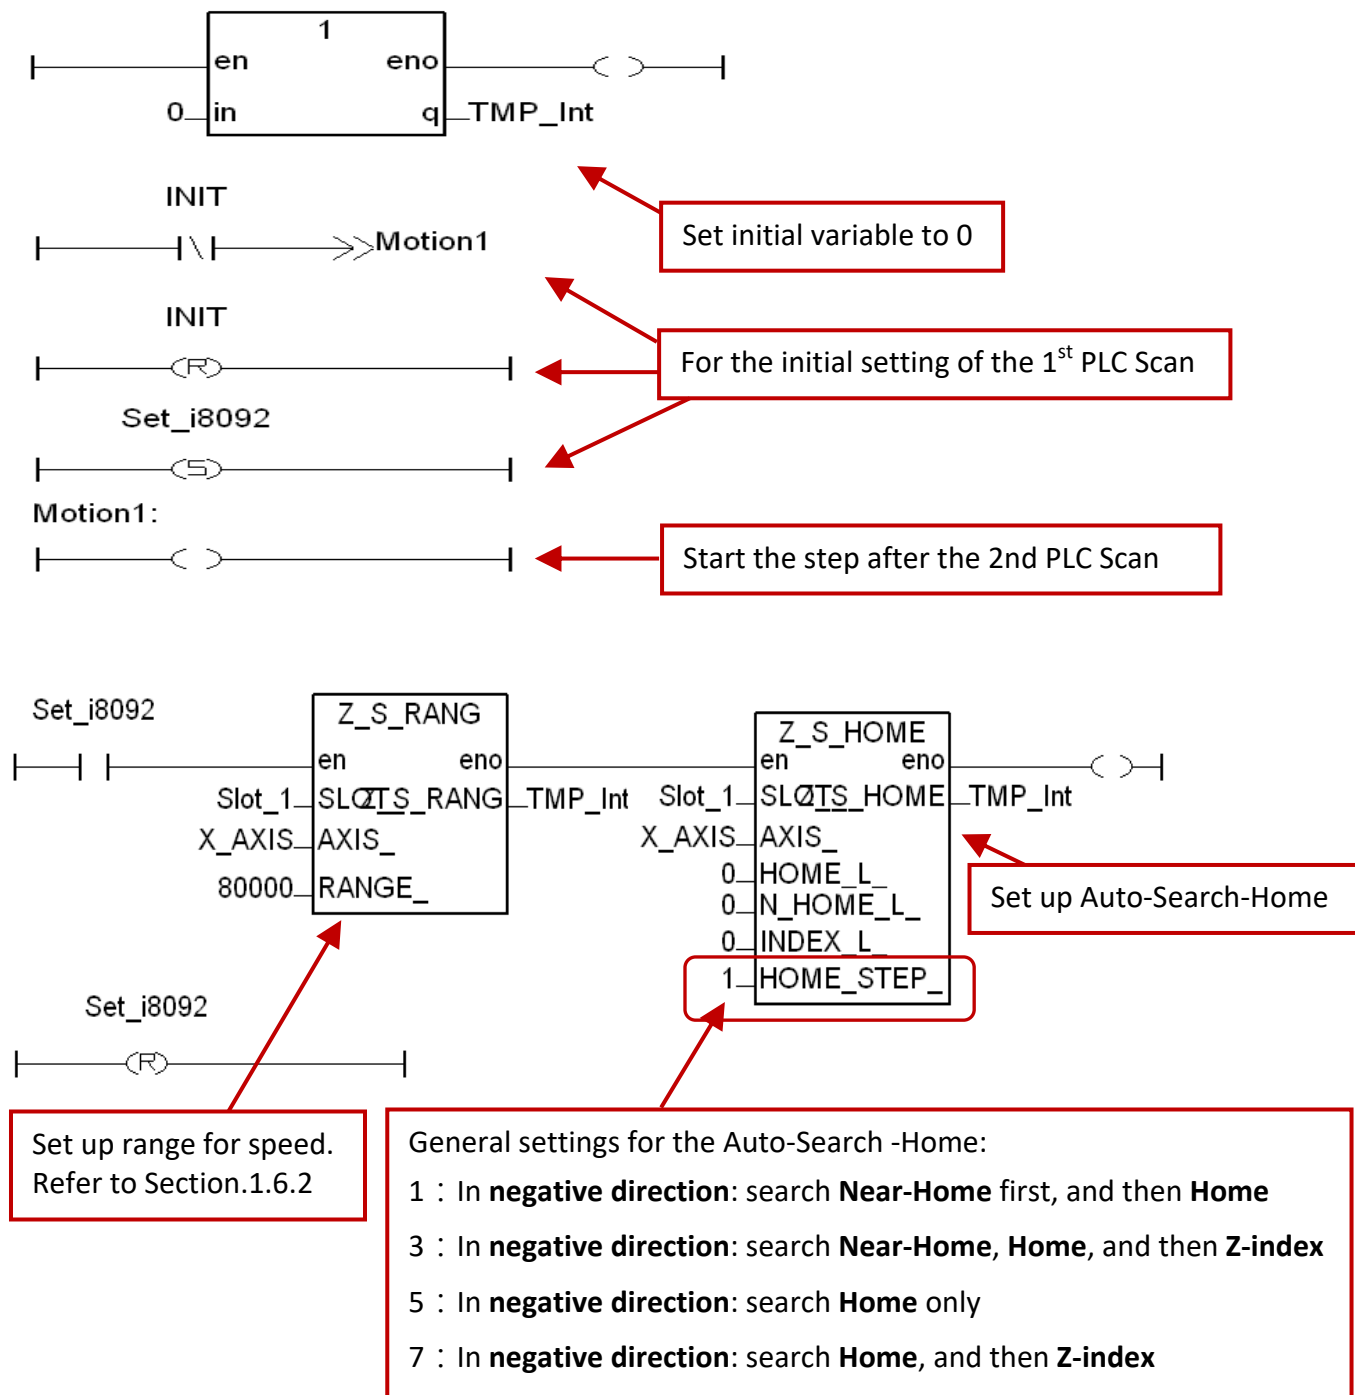 1
en eno
0 in q TMP_Int
INIT
Motion1
Set initial variable to 0
INIT
R
For the initial setting of the 1st PLC Scan
Set_i8092
S
Motion1:
Start the step after the 2nd PLC Scan
Set_i8092
Z_S_RANG
en eno
Slot_1 Z_S_RANG TMP_Int
X_AXIS AXIS_
80000 RANGE_
Z_S_HOME
en eno
Slot_1 Z_S_HOME TMP_Int
X_AXIS AXIS_
0 HOME_L_
0 N_HOME_L_
0 INDEX_L_
1 HOME_STEP_
Set up Auto-Search-Home
Set_i8092
R
Set up range for speed.
Refer to Section.1.6.2
General settings for the Auto-Search -Home:
1：In negative direction: search Near-Home first, and then Home
3：In negative direction: search Near-Home, Home, and then Z-index
5：In negative direction: search Home only
7：In negative direction: search Home, and then Z-index